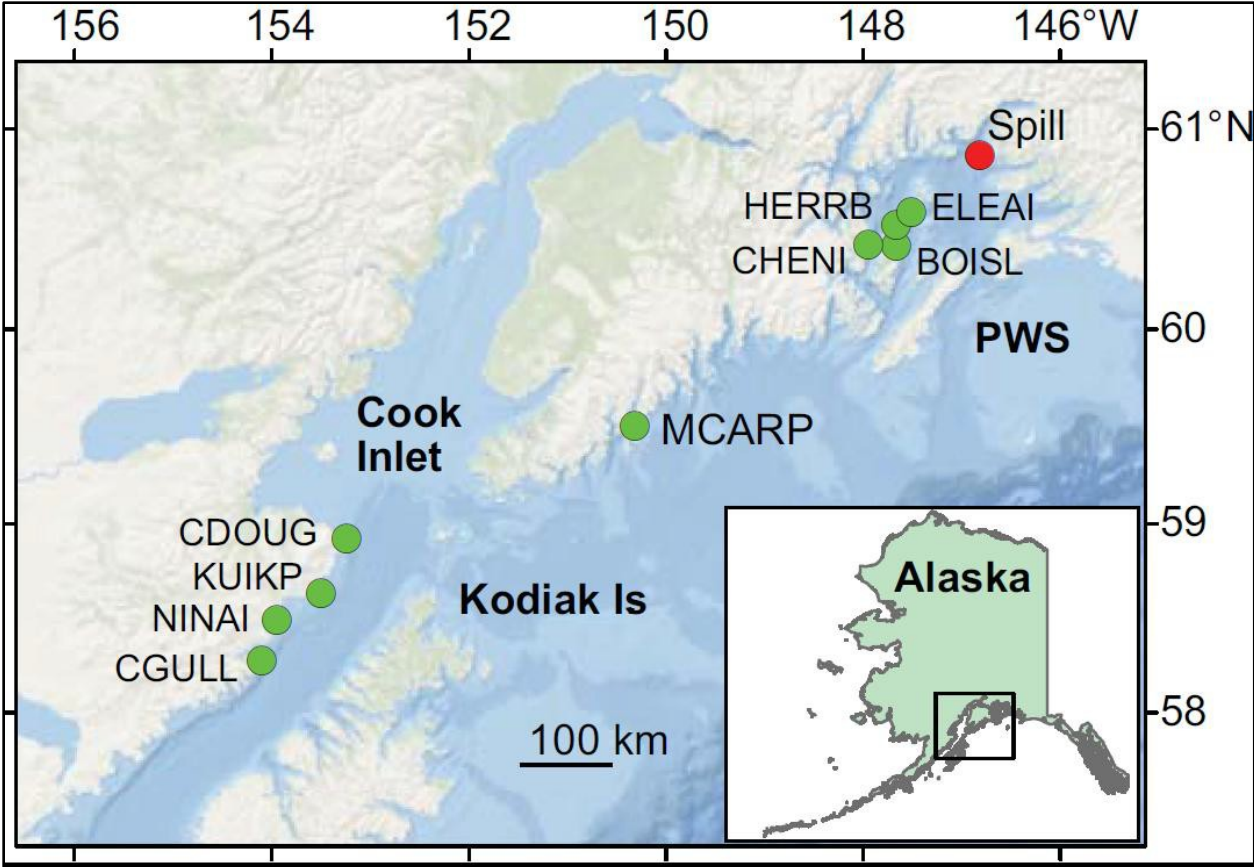 156 154 152 150 148 146°W
61°N
Spill
HERRB ELEAI
CHENI BOISL
60
PWS
Cook
Inlet
MCARP
59
CDOUG
KUIKP
NINAI
CGULL
Kodiak Is
Alaska
58
100 km